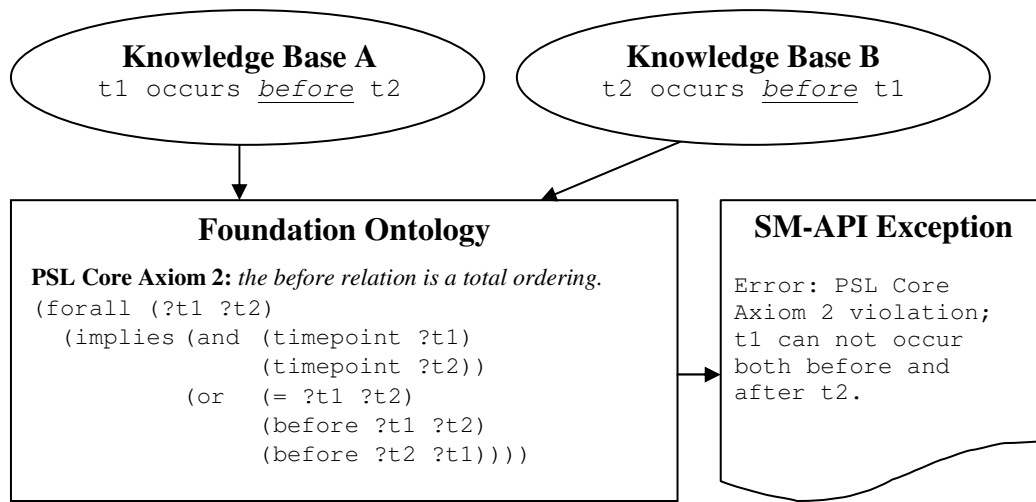 Knowledge Base A
t1 occurs before t2
Knowledge Base B
t2 occurs before t1
Foundation Ontology
PSL Core Axiom 2: the before relation is a total ordering.
(forall (?t1 ?t2)
(implies (and (timepoint ?t1)
(timepoint ?t2))
(or (= ?t1 ?t2)
(before ?t1 ?t2)
(before ?t2 ?t1))))
SM-API Exception
Error: PSL Core
Axiom 2 violation;
t1 can not occur
both before and
after t2.